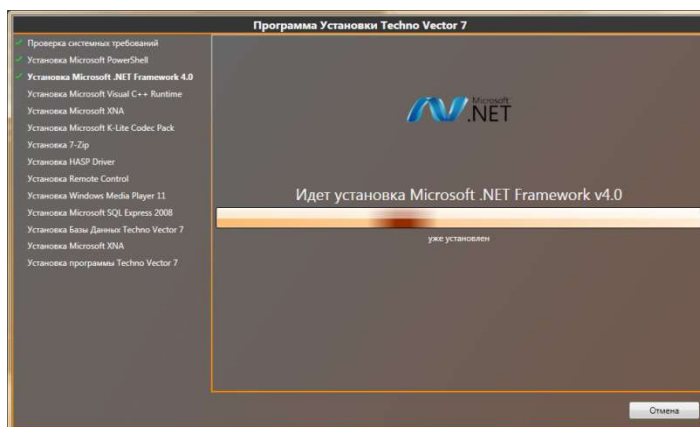 Программа Установки Techno Vector 7
Проверка системных требований
Установка Microsoft PowerShell
Установка Microsoft .NET Framework 4.0
Установка Microsoft Visual C++ Runtime
Установка Microsoft XNA
Установка Microsoft K-Lite Codec Pack
Установка 7-Zip
Установка HASP Driver
Установка Remote Control
Установка Windows Media Player 11
Установка Microsoft SQL Express 2008
Установка Базы Данных Techno Vector 7
Установка Microsoft XNA
Установка программы Techno Vector 7
Microsoft
.NET
Идет установка Microsoft .NET Framework v4.0
уже установлен
Отмена